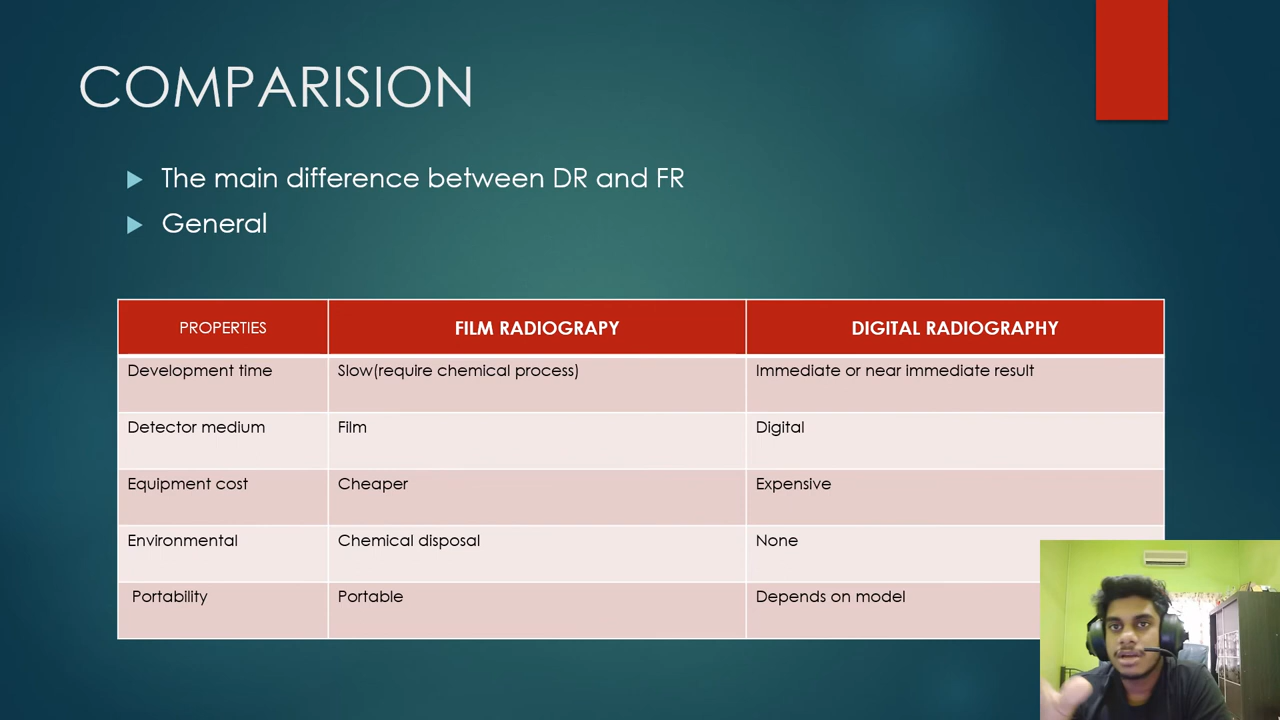 COMPARISION
The main difference between DR and FR
General
PROPERTIES FILM RADIOGRAPY DIGITAL RADIOGRAPHY
Development time Slow(require chemical process) Immediate or near immediate result
Detector medium Film Digital
Equipment cost Cheaper Expensive
Environmental Chemical disposal None
Portability Portable Depends on model